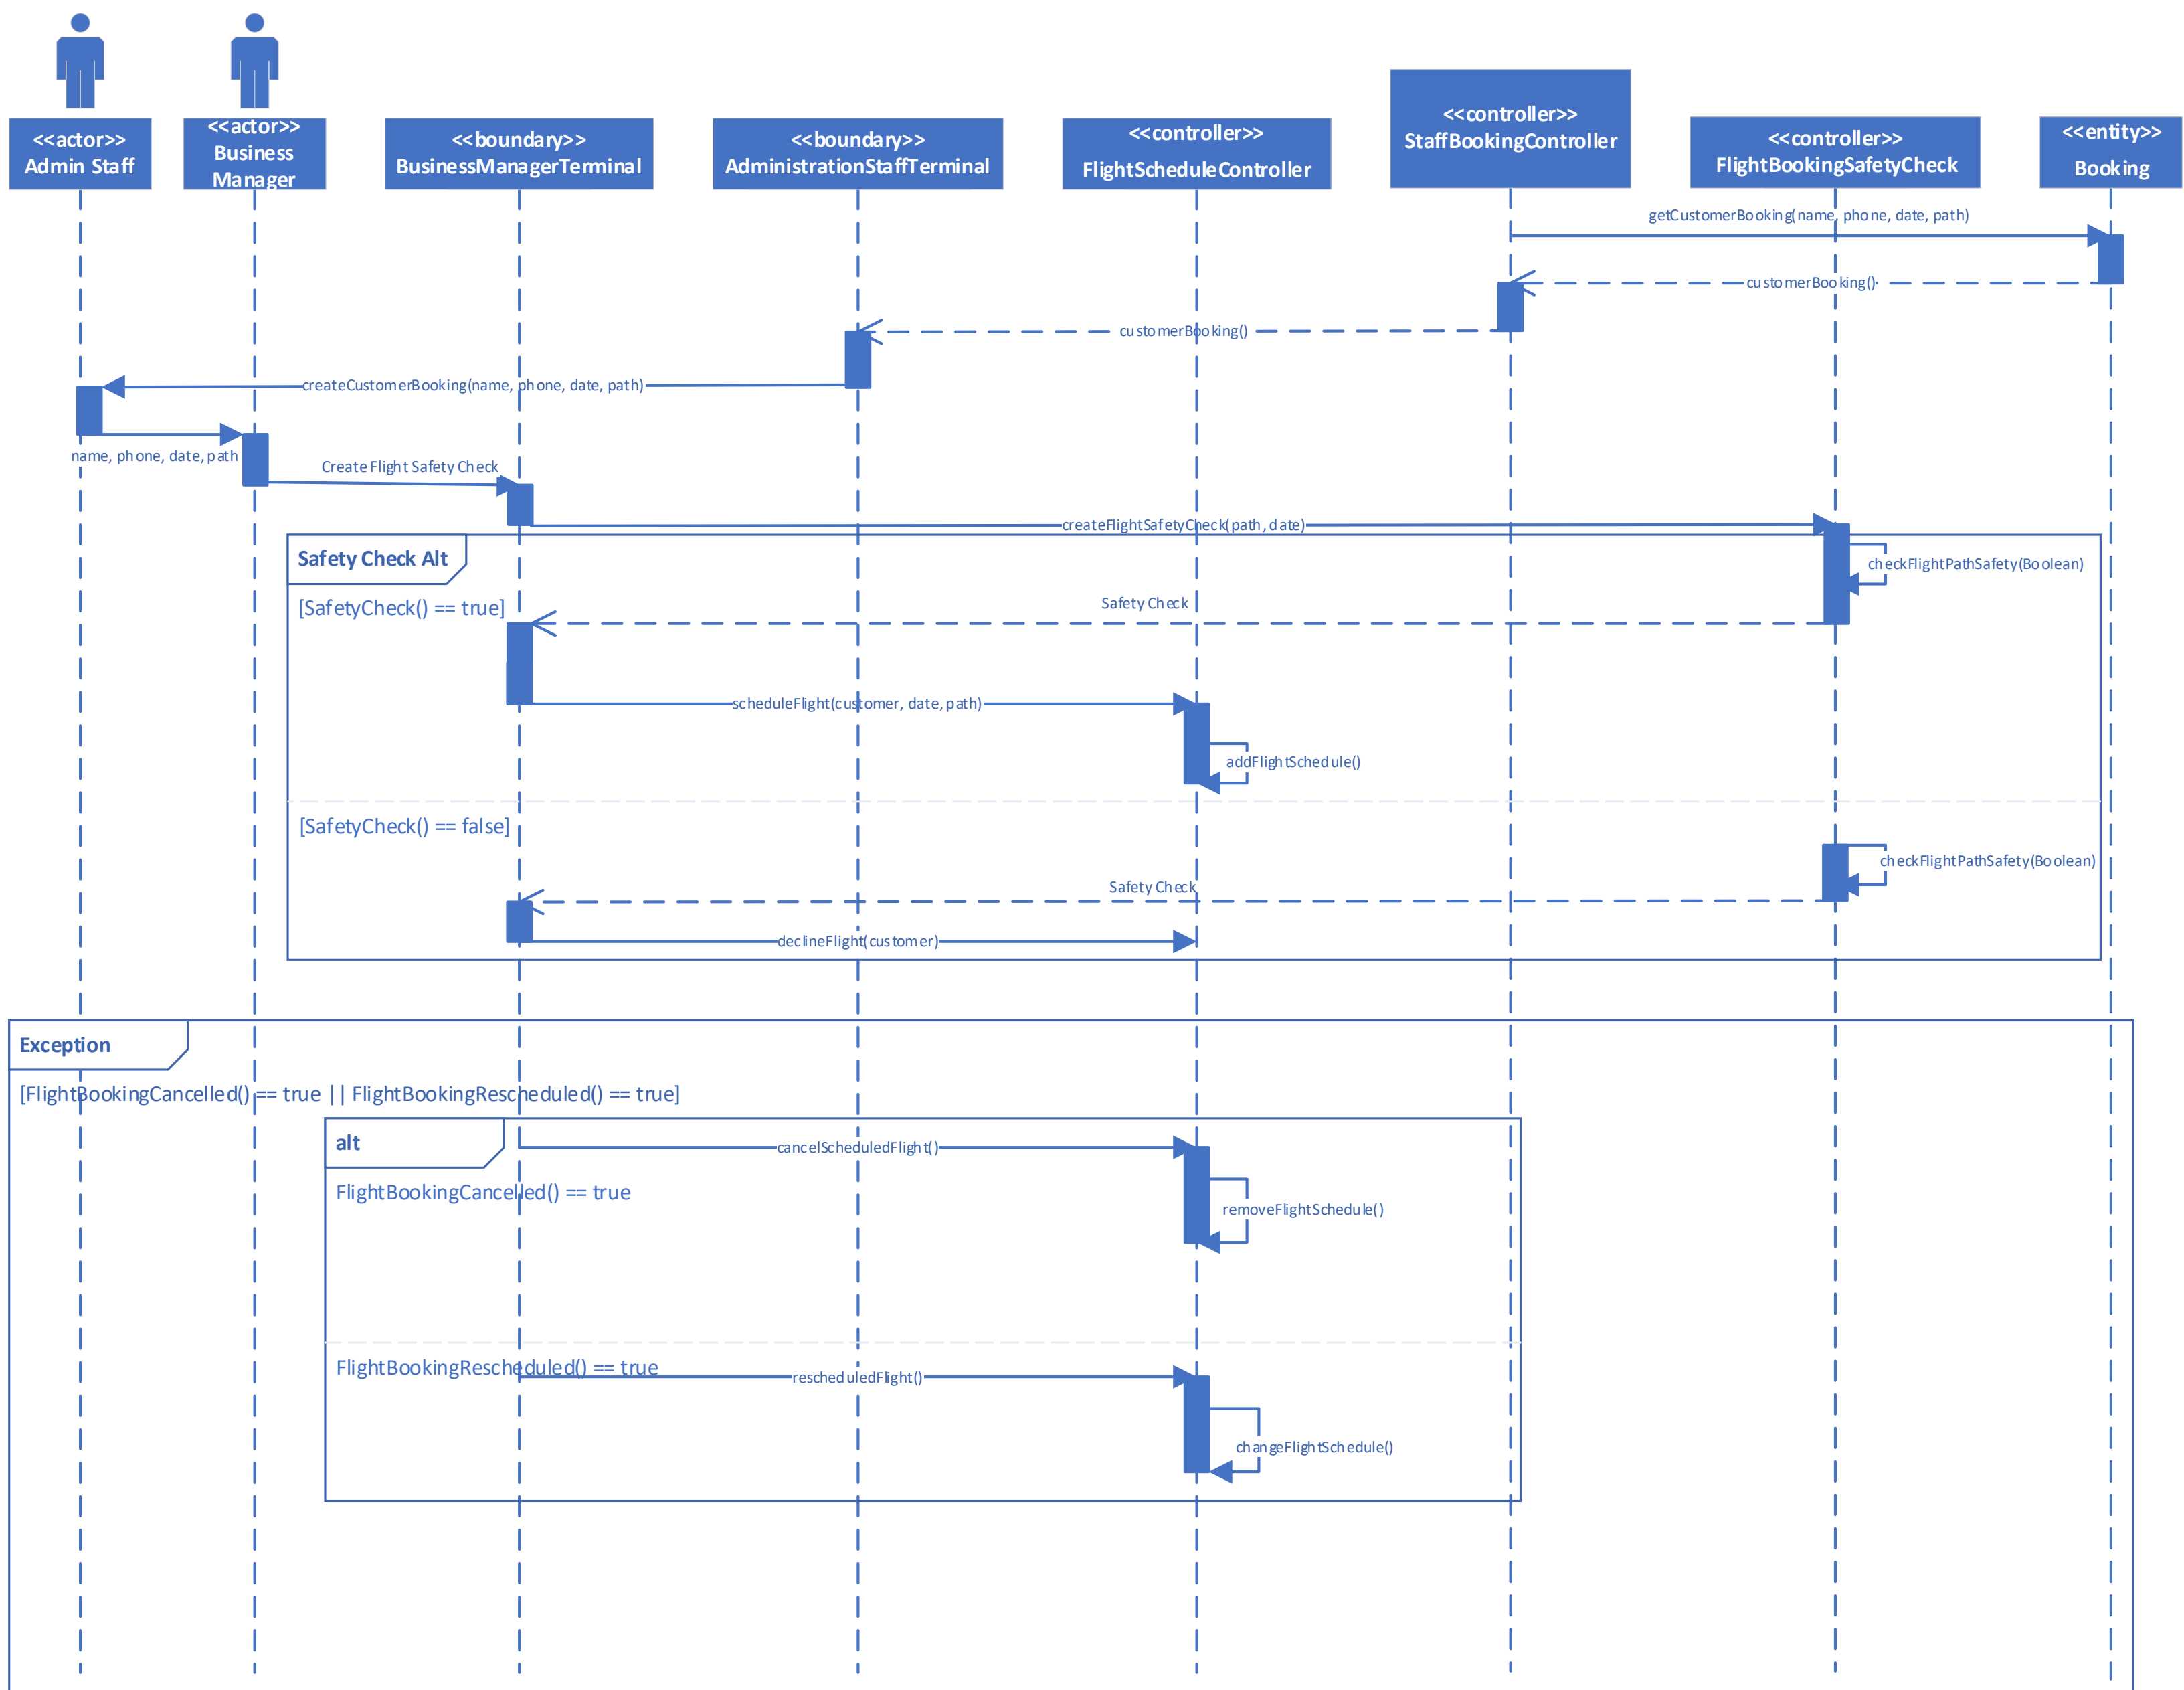 <<actor>>
Admin Staff
<<actor>>
Business
Manager
<<boundary>>
BusinessManagerTerminal
<<boundary>>
AdministrationStaffTerminal
<<controller>>
FlightScheduleController
<<controller>>
StaffBookingController
<<controller>>
FlightBookingSafetyCheck
<<entity>>
Booking
getCustomerBooking(name, phone, date, path)
customerBooking()
customerBooking()
createCustomerBooking(name, phone, date, path)
name, phone, date, path
Create Flight Safety Check
createFlightSafetyCheck(path, date)
Safety Check Alt
checkFlightPathSafety(Boolean)
[SafetyCheck() == true]
Safety Check
scheduleFlight(customer, date, path)
addFlightSchedule()
[SafetyCheck() == false]
checkFlightPathSafety(Boolean)
Safety Check
declineFlight(customer)
Exception
[FlightBookingCancelled() == true || FlightBookingRescheduled() == true]
alt
cancelScheduledFlight()
FlightBookingCancelled() == true
removeFlightSchedule()
FlightBookingRescheduled() == true
rescheduledFlight()
changeFlightSchedule()